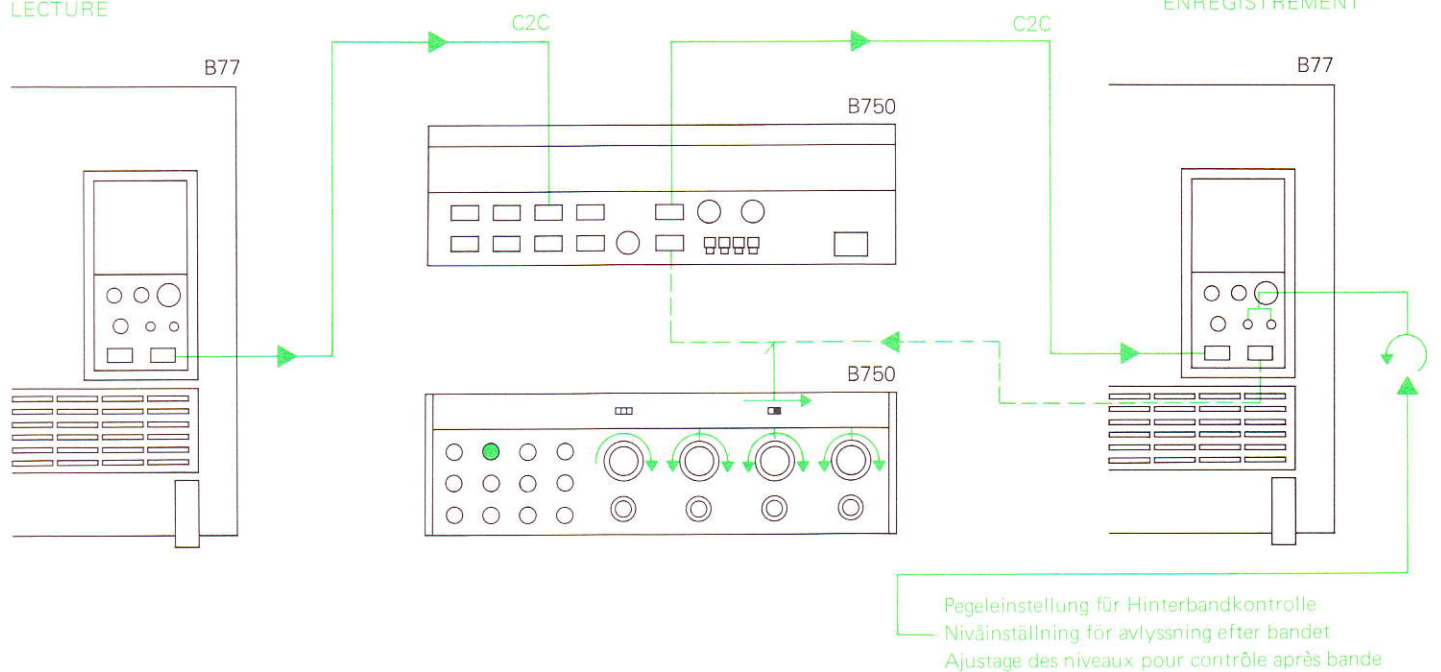 LECTURE
ENREGISTREMENT
C2C
C2C
B77
B77
B750
B750
Pegeleinstellung für Hinterbandkontrolle
Nivåinställning för avlyssning efter bandet
Ajustage des niveaux pour contrôle après bande